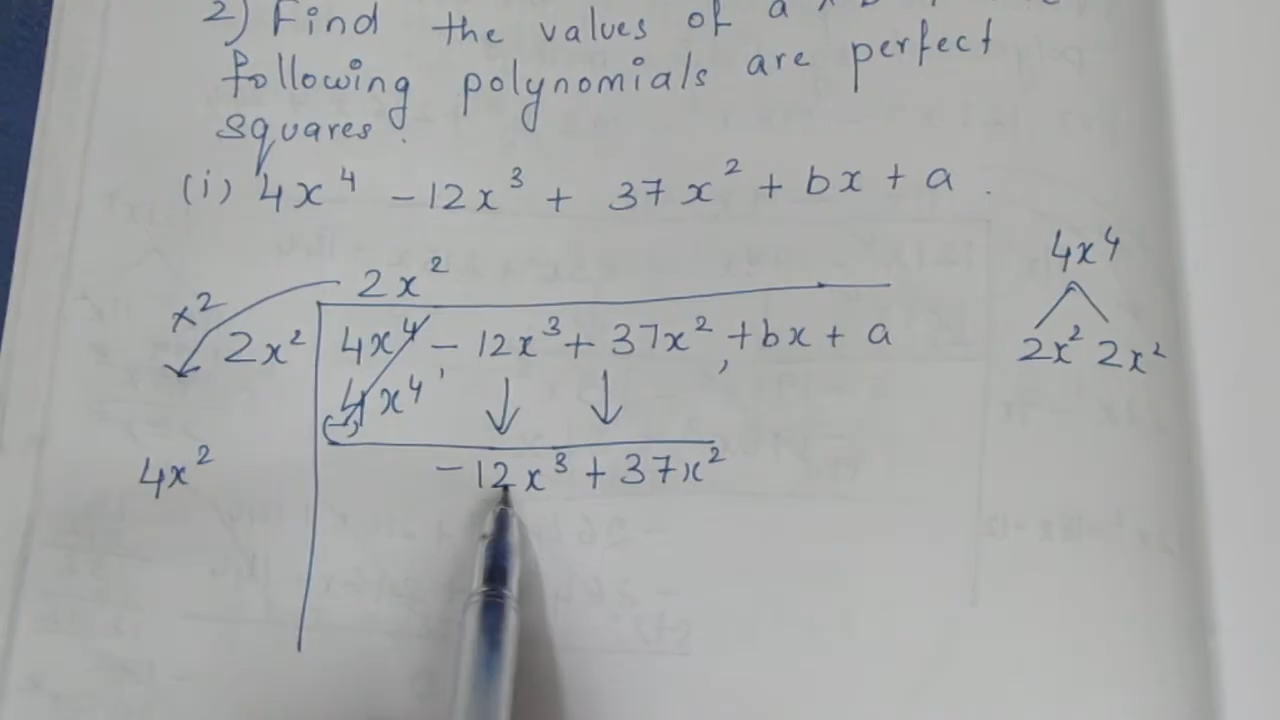 2) Find the values of a
following polynomials are perfect
squares.
(i) 4x⁴ - 12x³ + 37x² + bx + a .
4x⁴
2x² 2x²
2x²
x²
2x² 4x⁴ - 12x³ + 37x² + bx + a
4x⁴
(-)
4x² -12x³ + 37x²